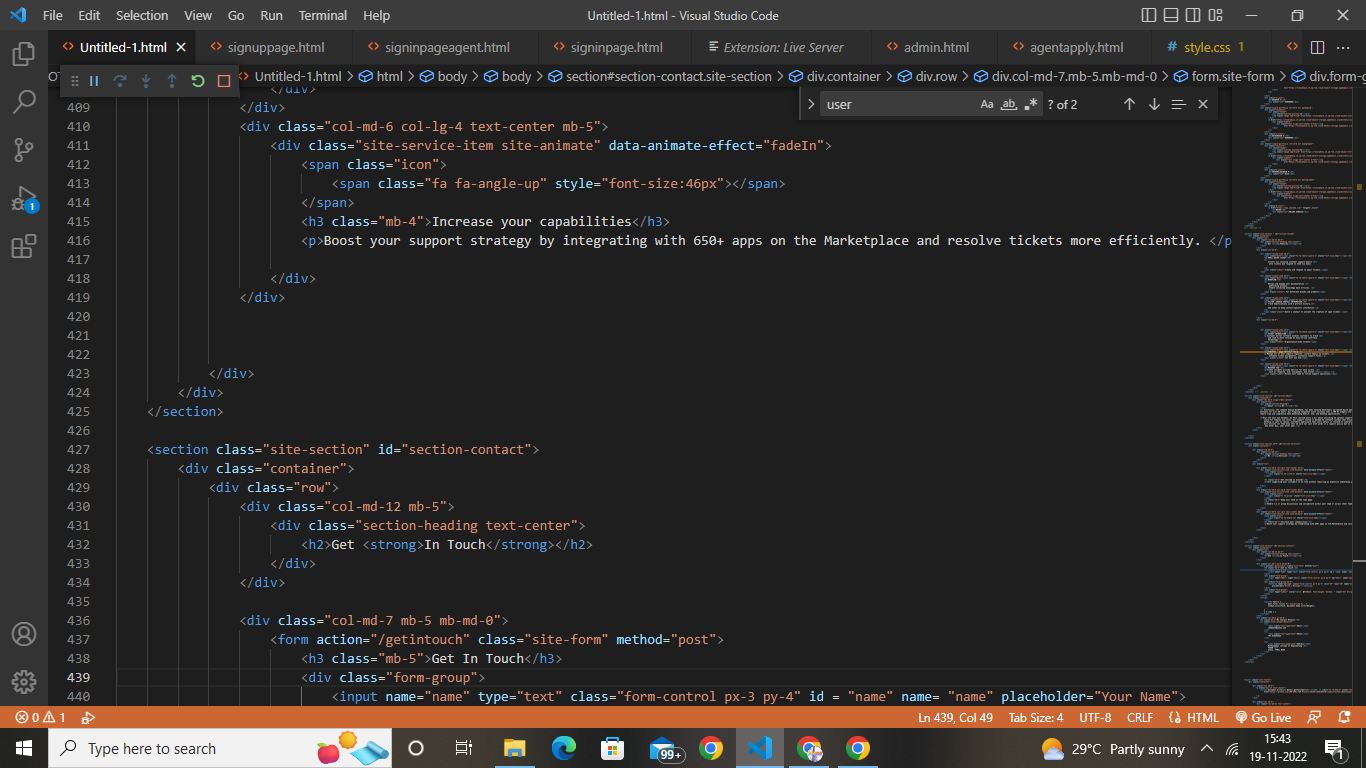 File Edit Selection View Go Run Terminal Help Untitled-1.html - Visual Studio Code
Untitled-1.html signuppage.html signinpageagent.html signinpage.html Extension: Live Server admin.html agentapply.html # style.css 1
Untitled-1.html > html > body > body > section#section-contact.site-section > div.container > div.row > div.col-md-7.mb-5.mb-md-0 > form.site-form > div.form-g
user Aa ab ? of 2
</div>
409 </div>
410 <div class="col-md-6 col-lg-4 text-center mb-5">
411 <div class="site-service-item site-animate" data-animate-effect="fadeIn">
412 <span class="icon">
413 <span class="fa fa-angle-up" style="font-size:46px"></span>
414 </span>
415 <h3 class="mb-4">Increase your capabilities</h3>
416 <p>Boost your support strategy by integrating with 650+ apps on the Marketplace and resolve tickets more efficiently. </p
417
418 </div>
419 </div>
420
421
422
423 </div>
424 </div>
425 </section>
426
427 <section class="site-section" id="section-contact">
428 <div class="container">
429 <div class="row">
430 <div class="col-md-12 mb-5">
431 <div class="section-heading text-center">
432 <h2>Get <strong>In Touch</strong></h2>
433 </div>
434 </div>
435
436 <div class="col-md-7 mb-5 mb-md-0">
437 <form action="/getintouch" class="site-form" method="post">
438 <h3 class="mb-5">Get In Touch</h3>
439 <div class="form-group">
440 <input name="name" type="text" class="form-control px-3 py-4" id = "name" name= "name" placeholder="Your Name">
1
0 1 Ln 439, Col 49 Tab Size: 4 UTF-8 CRLF HTML Go Live
Type here to search 99+ 29°C Partly sunny 15:43
19-11-2022 1